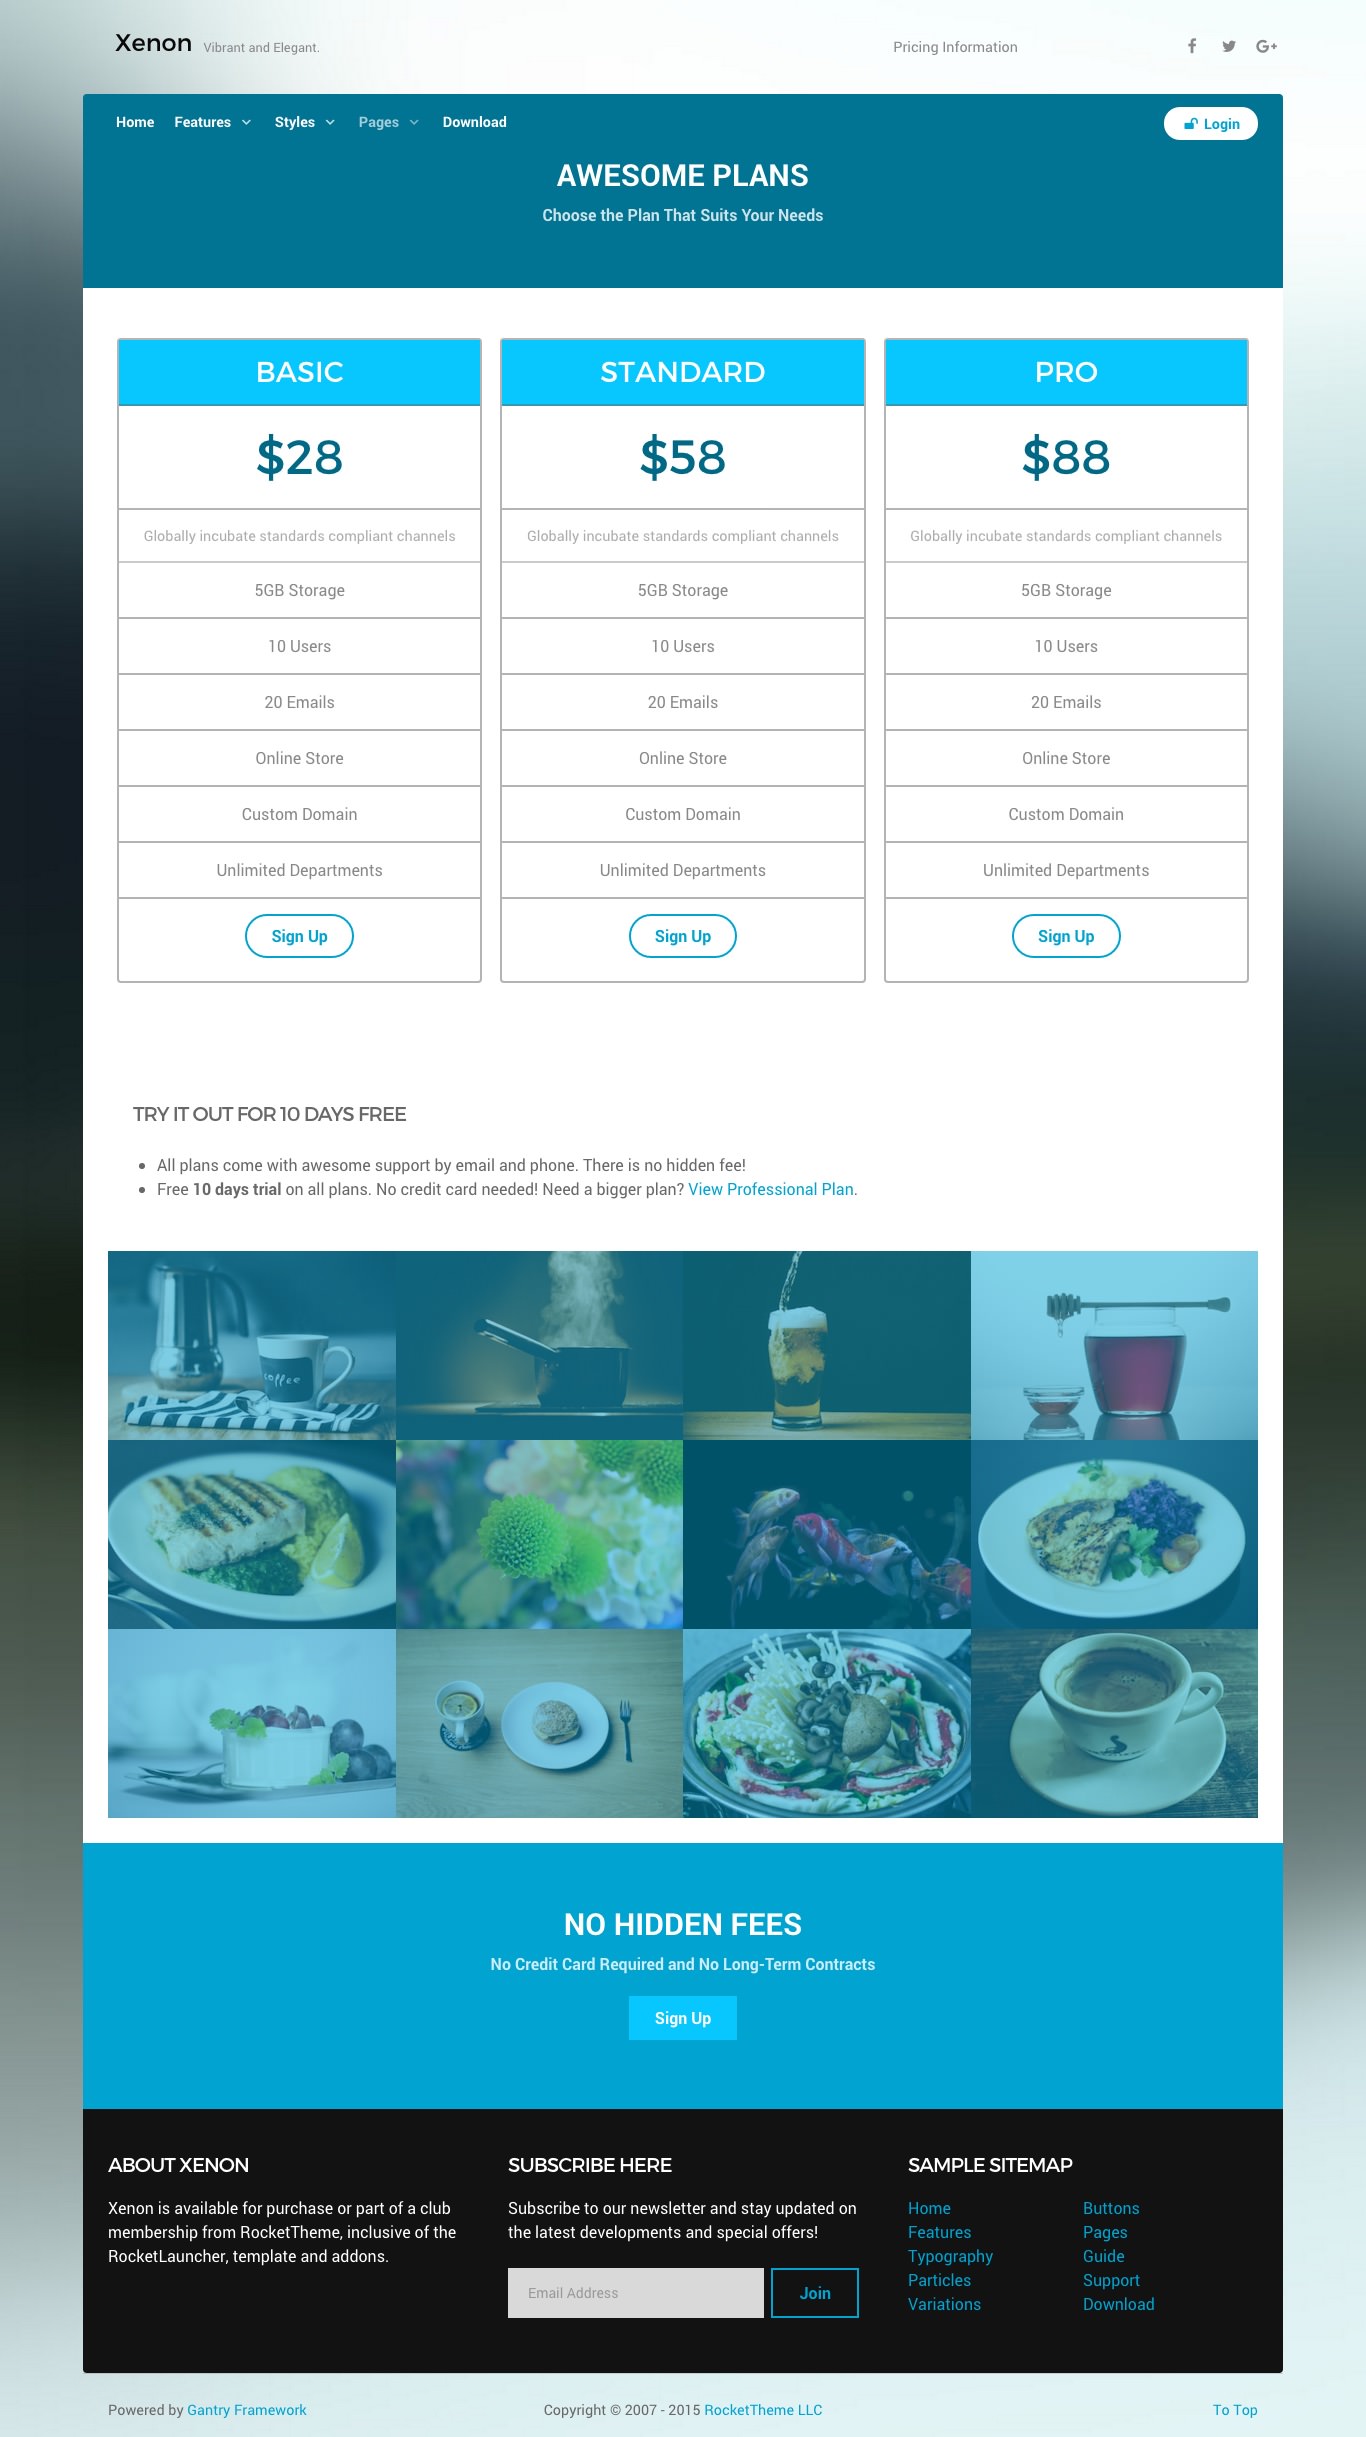 Xenon Vibrant and Elegant.
Pricing Information
Home Features Styles Pages Download
Login
AWESOME PLANS
Choose the Plan That Suits Your Needs
BASIC
$28
Globally incubate standards compliant channels
5GB Storage
10 Users
20 Emails
Online Store
Custom Domain
Unlimited Departments
Sign Up
STANDARD
$58
Globally incubate standards compliant channels
5GB Storage
10 Users
20 Emails
Online Store
Custom Domain
Unlimited Departments
Sign Up
PRO
$88
Globally incubate standards compliant channels
5GB Storage
10 Users
20 Emails
Online Store
Custom Domain
Unlimited Departments
Sign Up
TRY IT OUT FOR 10 DAYS FREE
All plans come with awesome support by email and phone. There is no hidden fee!
Free 10 days trial on all plans. No credit card needed! Need a bigger plan? View Professional Plan.
coffee
NO HIDDEN FEES
No Credit Card Required and No Long-Term Contracts
Sign Up
ABOUT XENON
Xenon is available for purchase or part of a club
membership from RocketTheme, inclusive of the
RocketLauncher, template and addons.
SUBSCRIBE HERE
Subscribe to our newsletter and stay updated on
the latest developments and special offers!
Email Address
Join
SAMPLE SITEMAP
Home
Features
Typography
Particles
Variations
Buttons
Pages
Guide
Support
Download
Powered by Gantry Framework
Copyright © 2007 - 2015 RocketTheme LLC
To Top